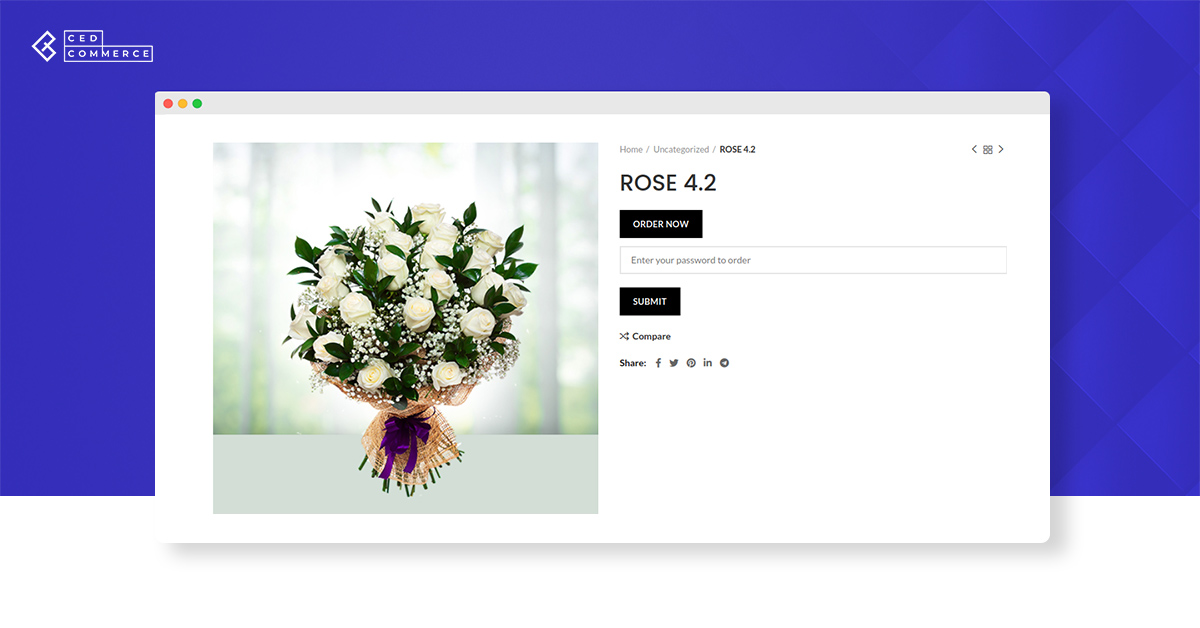 CED
COMMERCE
Home / Uncategorized / ROSE 4.2
ROSE 4.2
ORDER NOW
Enter your password to order
SUBMIT
Compare
Share: